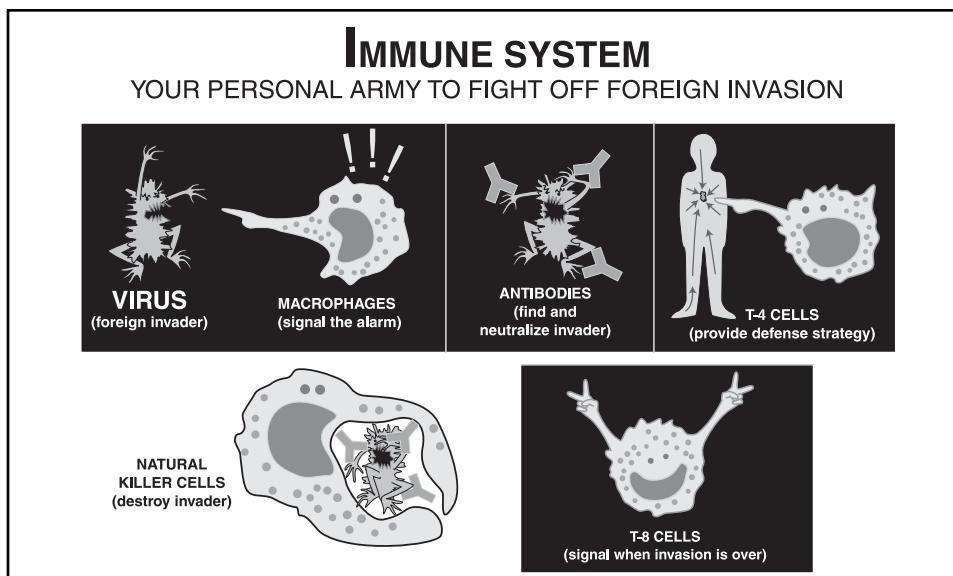 IMMUNE SYSTEM
YOUR PERSONAL ARMY TO FIGHT OFF FOREIGN INVASION
! ! !
VIRUS
(foreign invader)
MACROPHAGES
(signal the alarm)
ANTIBODIES
(find and
neutralize invader)
T-4 CELLS
(provide defense strategy)
NATURAL
KILLER CELLS
(destroy invader)
T-8 CELLS
(signal when invasion is over)